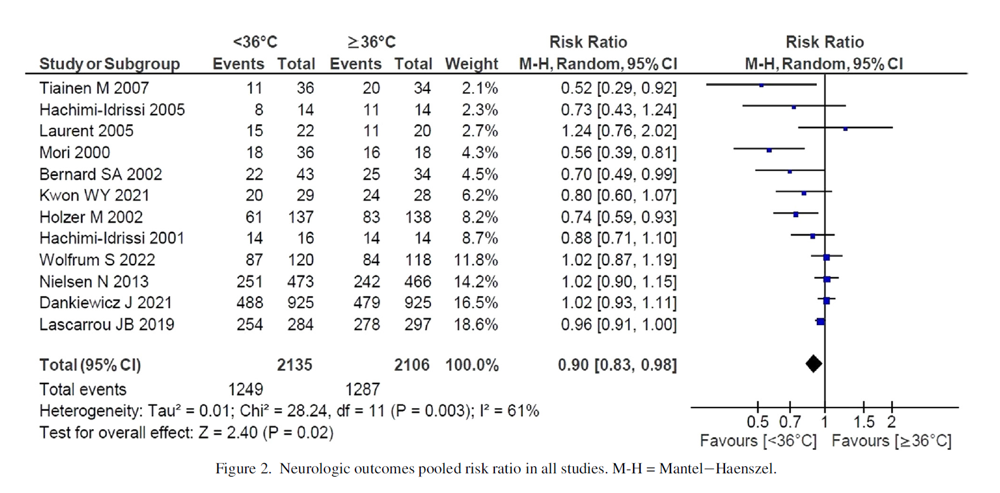 <36°C ≥36°C Risk Ratio Risk Ratio
Study or Subgroup Events Total Events Total Weight M-H, Random, 95% CI M-H, Random, 95% CI
Tiainen M 2007 11 36 20 34 2.1% 0.52 [0.29, 0.92]
Hachimi-Idrissi 2005 8 14 11 14 2.3% 0.73 [0.43, 1.24]
Laurent 2005 15 22 11 20 2.7% 1.24 [0.76, 2.02]
Mori 2000 18 36 16 18 4.3% 0.56 [0.39, 0.81]
Bernard SA 2002 22 43 25 34 4.5% 0.70 [0.49, 0.99]
Kwon WY 2021 20 29 24 28 6.2% 0.80 [0.60, 1.07]
Holzer M 2002 61 137 83 138 8.2% 0.74 [0.59, 0.93]
Hachimi-Idrissi 2001 14 16 14 14 8.7% 0.88 [0.71, 1.10]
Wolfrum S 2022 87 120 84 118 11.8% 1.02 [0.87, 1.19]
Nielsen N 2013 251 473 242 466 14.2% 1.02 [0.90, 1.15]
Dankiewicz J 2021 488 925 479 925 16.5% 1.02 [0.93, 1.11]
Lascarrou JB 2019 254 284 278 297 18.6% 0.96 [0.91, 1.00]
Total (95% CI) 2135 2106 100.0% 0.90 [0.83, 0.98]
Total events 1249 1287
Heterogeneity: Tau² = 0.01; Chi² = 28.24, df = 11 (P = 0.003); I² = 61%
Test for overall effect: Z = 2.40 (P = 0.02)
0.5 0.7 1 1.5 2
Favours [<36°C] Favours [≥36°C]
Figure 2. Neurologic outcomes pooled risk ratio in all studies. M-H = Mantel−Haenszel.